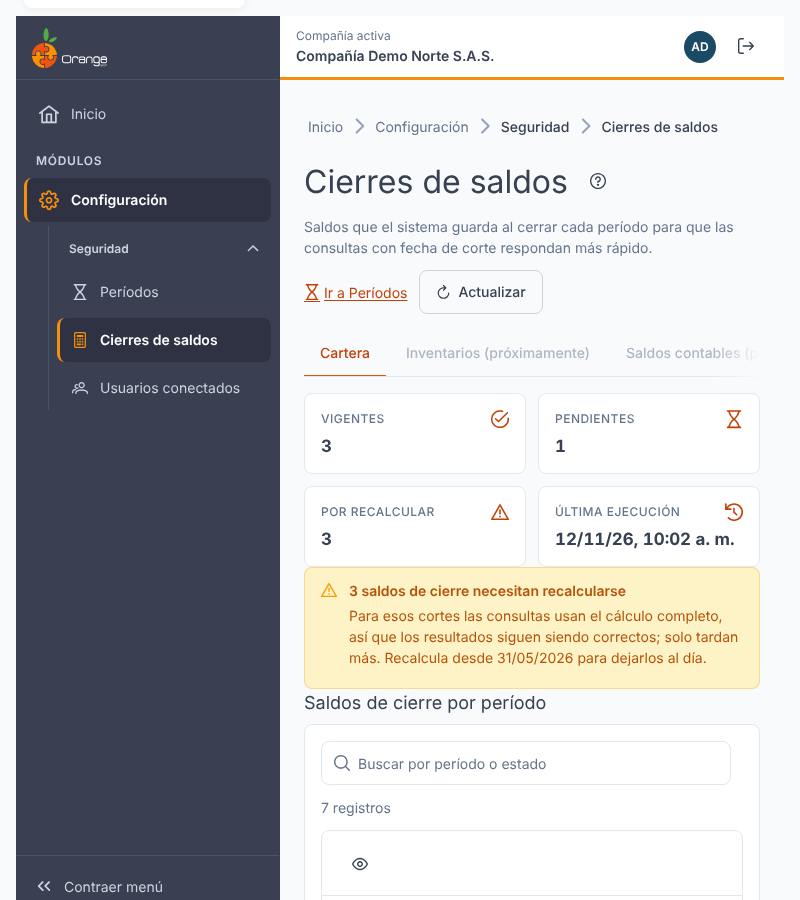 Orange
Inicio
MÓDULOS
Configuración
Seguridad
Períodos
Cierres de saldos
Usuarios conectados
Contraer menú
Compañía activa
Compañía Demo Norte S.A.S.
AD
Inicio > Configuración > Seguridad > Cierres de saldos
Cierres de saldos
Saldos que el sistema guarda al cerrar cada período para que las
consultas con fecha de corte respondan más rápido.
Ir a Períodos Actualizar
Cartera Inventarios (próximamente) Saldos contables
VIGENTES
3
PENDIENTES
1
POR RECALCULAR
3
ÚLTIMA EJECUCIÓN
12/11/26, 10:02 a. m.
3 saldos de cierre necesitan recalcularse
Para esos cortes las consultas usan el cálculo completo,
así que los resultados siguen siendo correctos; solo tardan
más. Recalcula desde 31/05/2026 para dejarlos al día.
Saldos de cierre por período
Buscar por período o estado
7 registros